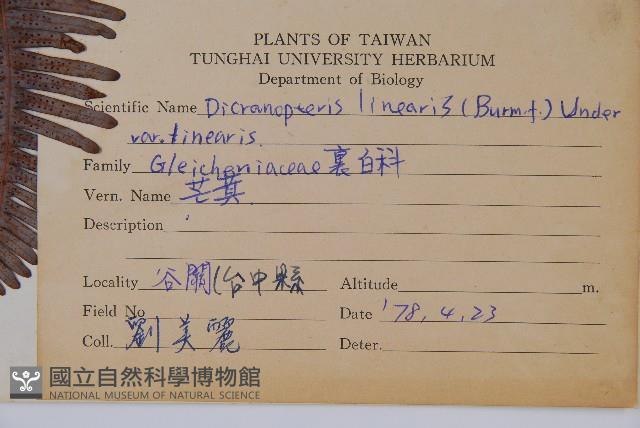 PLANTS OF TAIWAN
TUNGHAI UNIVERSITY HERBARIUM
Department of Biology
Scientific Name Dicranopteris linearis (Burm.f.) Under
var. linearis.
Family Gleicheniaceae 裏白科
Vern. Name 芒萁
Description
Locality 谷關(台中縣 Altitude m.
Field No Date '78.4.23
Coll. 劉美麗 Deter.
國立自然科學博物館
NATIONAL MUSEUM OF NATURAL SCIENCE